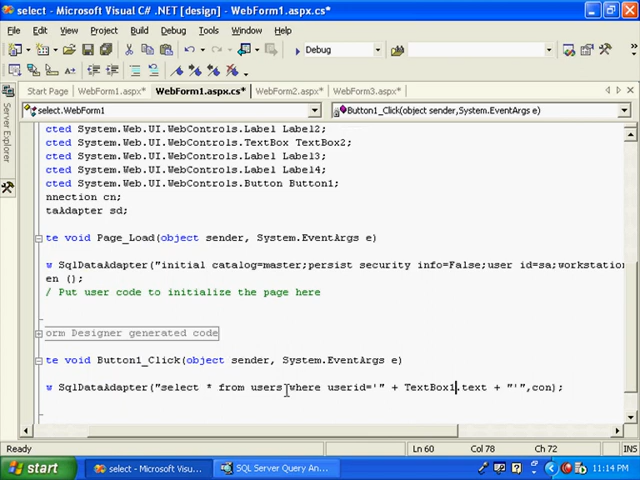 select - Microsoft Visual C# .NET [design] - WebForm1.aspx.cs*
File Edit View Project Build Debug Tools Window Help
Debug
Start Page WebForm1.aspx* WebForm1.aspx.cs* WebForm2.aspx* WebForm3.aspx*
select.WebForm1 Button1_Click(object sender,System.EventArgs e)
Server Explorer
cted System.Web.UI.WebControls.Label Label2;
cted System.Web.UI.WebControls.TextBox TextBox2;
cted System.Web.UI.WebControls.Label Label3;
cted System.Web.UI.WebControls.Label Label4;
cted System.Web.UI.WebControls.Button Button1;
nnection cn;
taAdapter sd;
te void Page_Load(object sender, System.EventArgs e)
w SqlDataAdapter("initial catalog=master;persist security info=False;user id=sa;workstation
en ();
/ Put user code to initialize the page here
orm Designer generated code
te void Button1_Click(object sender, System.EventArgs e)
w SqlDataAdapter("select * from users where userid='" + TextBox1.text + "'",con);
Ready Ln 60 Col 78 Ch 72 INS
start select - Microsoft Visu... SQL Server Query An... 11:14 PM